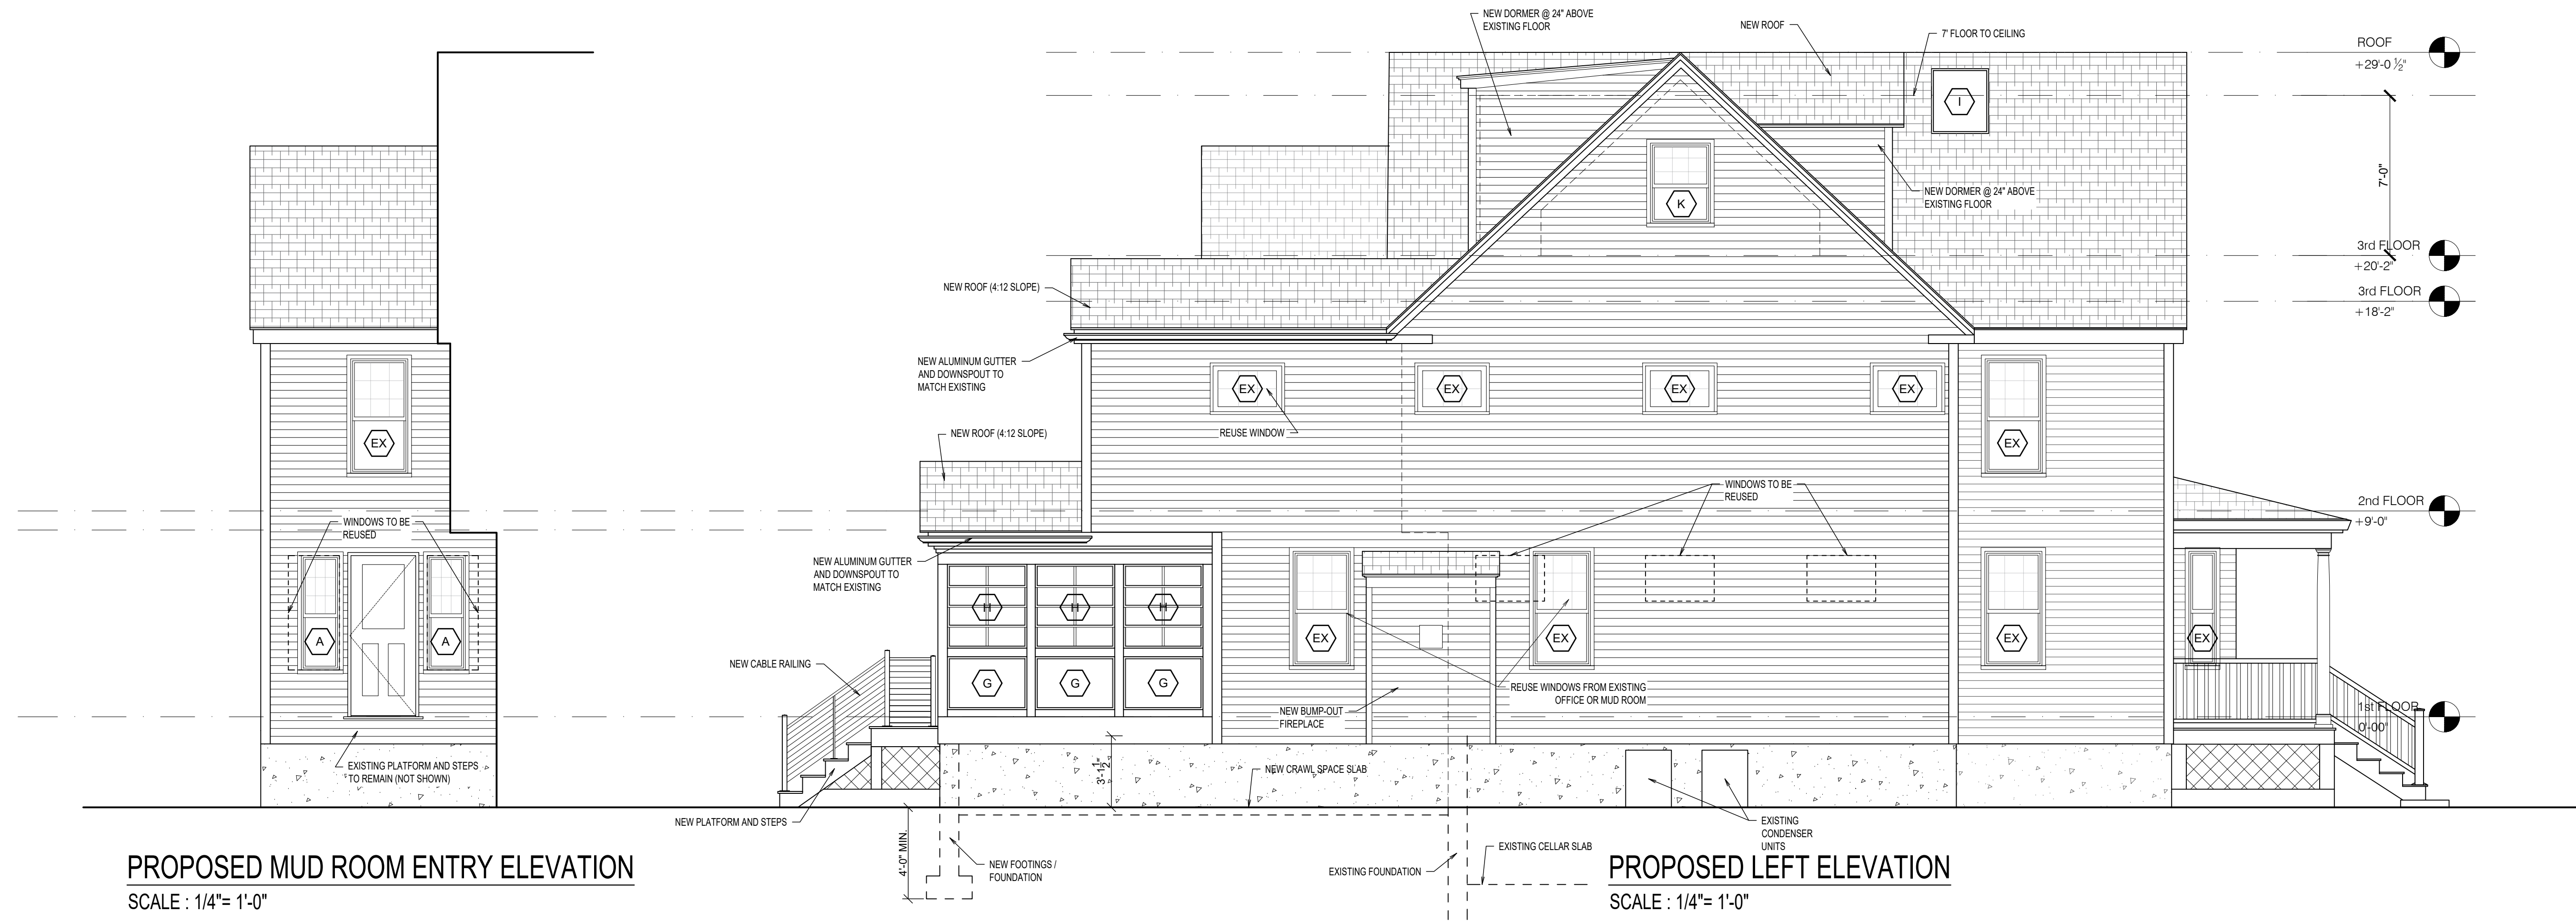 NEW DORMER @ 24" ABOVE
EXISTING FLOOR
NEW ROOF
7' FLOOR TO CEILING
ROOF
+29'-0 ½"
I
7'-0"
K
NEW DORMER @ 24" ABOVE
EXISTING FLOOR
3rd FLOOR
+20'-2"
3rd FLOOR
+18'-2"
NEW ROOF (4:12 SLOPE)
NEW ALUMINUM GUTTER
AND DOWNSPOUT TO
MATCH EXISTING
EX
EX
EX
EX
REUSE WINDOW
NEW ROOF (4:12 SLOPE)
EX
EX
WINDOWS TO BE
REUSED
2nd FLOOR
+9'-0"
WINDOWS TO BE
REUSED
NEW ALUMINUM GUTTER
AND DOWNSPOUT TO
MATCH EXISTING
A
A
H
H
H
EX
EX
EX
EX
NEW CABLE RAILING
G
G
G
REUSE WINDOWS FROM EXISTING
OFFICE OR MUD ROOM
NEW BUMP-OUT
FIREPLACE
1st FLOOR
0'-00"
EXISTING PLATFORM AND STEPS
TO REMAIN (NOT SHOWN)
3'-1½"
NEW CRAWL SPACE SLAB
NEW PLATFORM AND STEPS
4'-0" MIN.
NEW FOOTINGS /
FOUNDATION
EXISTING
CONDENSER
UNITS
EXISTING CELLAR SLAB
EXISTING FOUNDATION
PROPOSED MUD ROOM ENTRY ELEVATION
SCALE : 1/4"= 1'-0"
PROPOSED LEFT ELEVATION
SCALE : 1/4"= 1'-0"